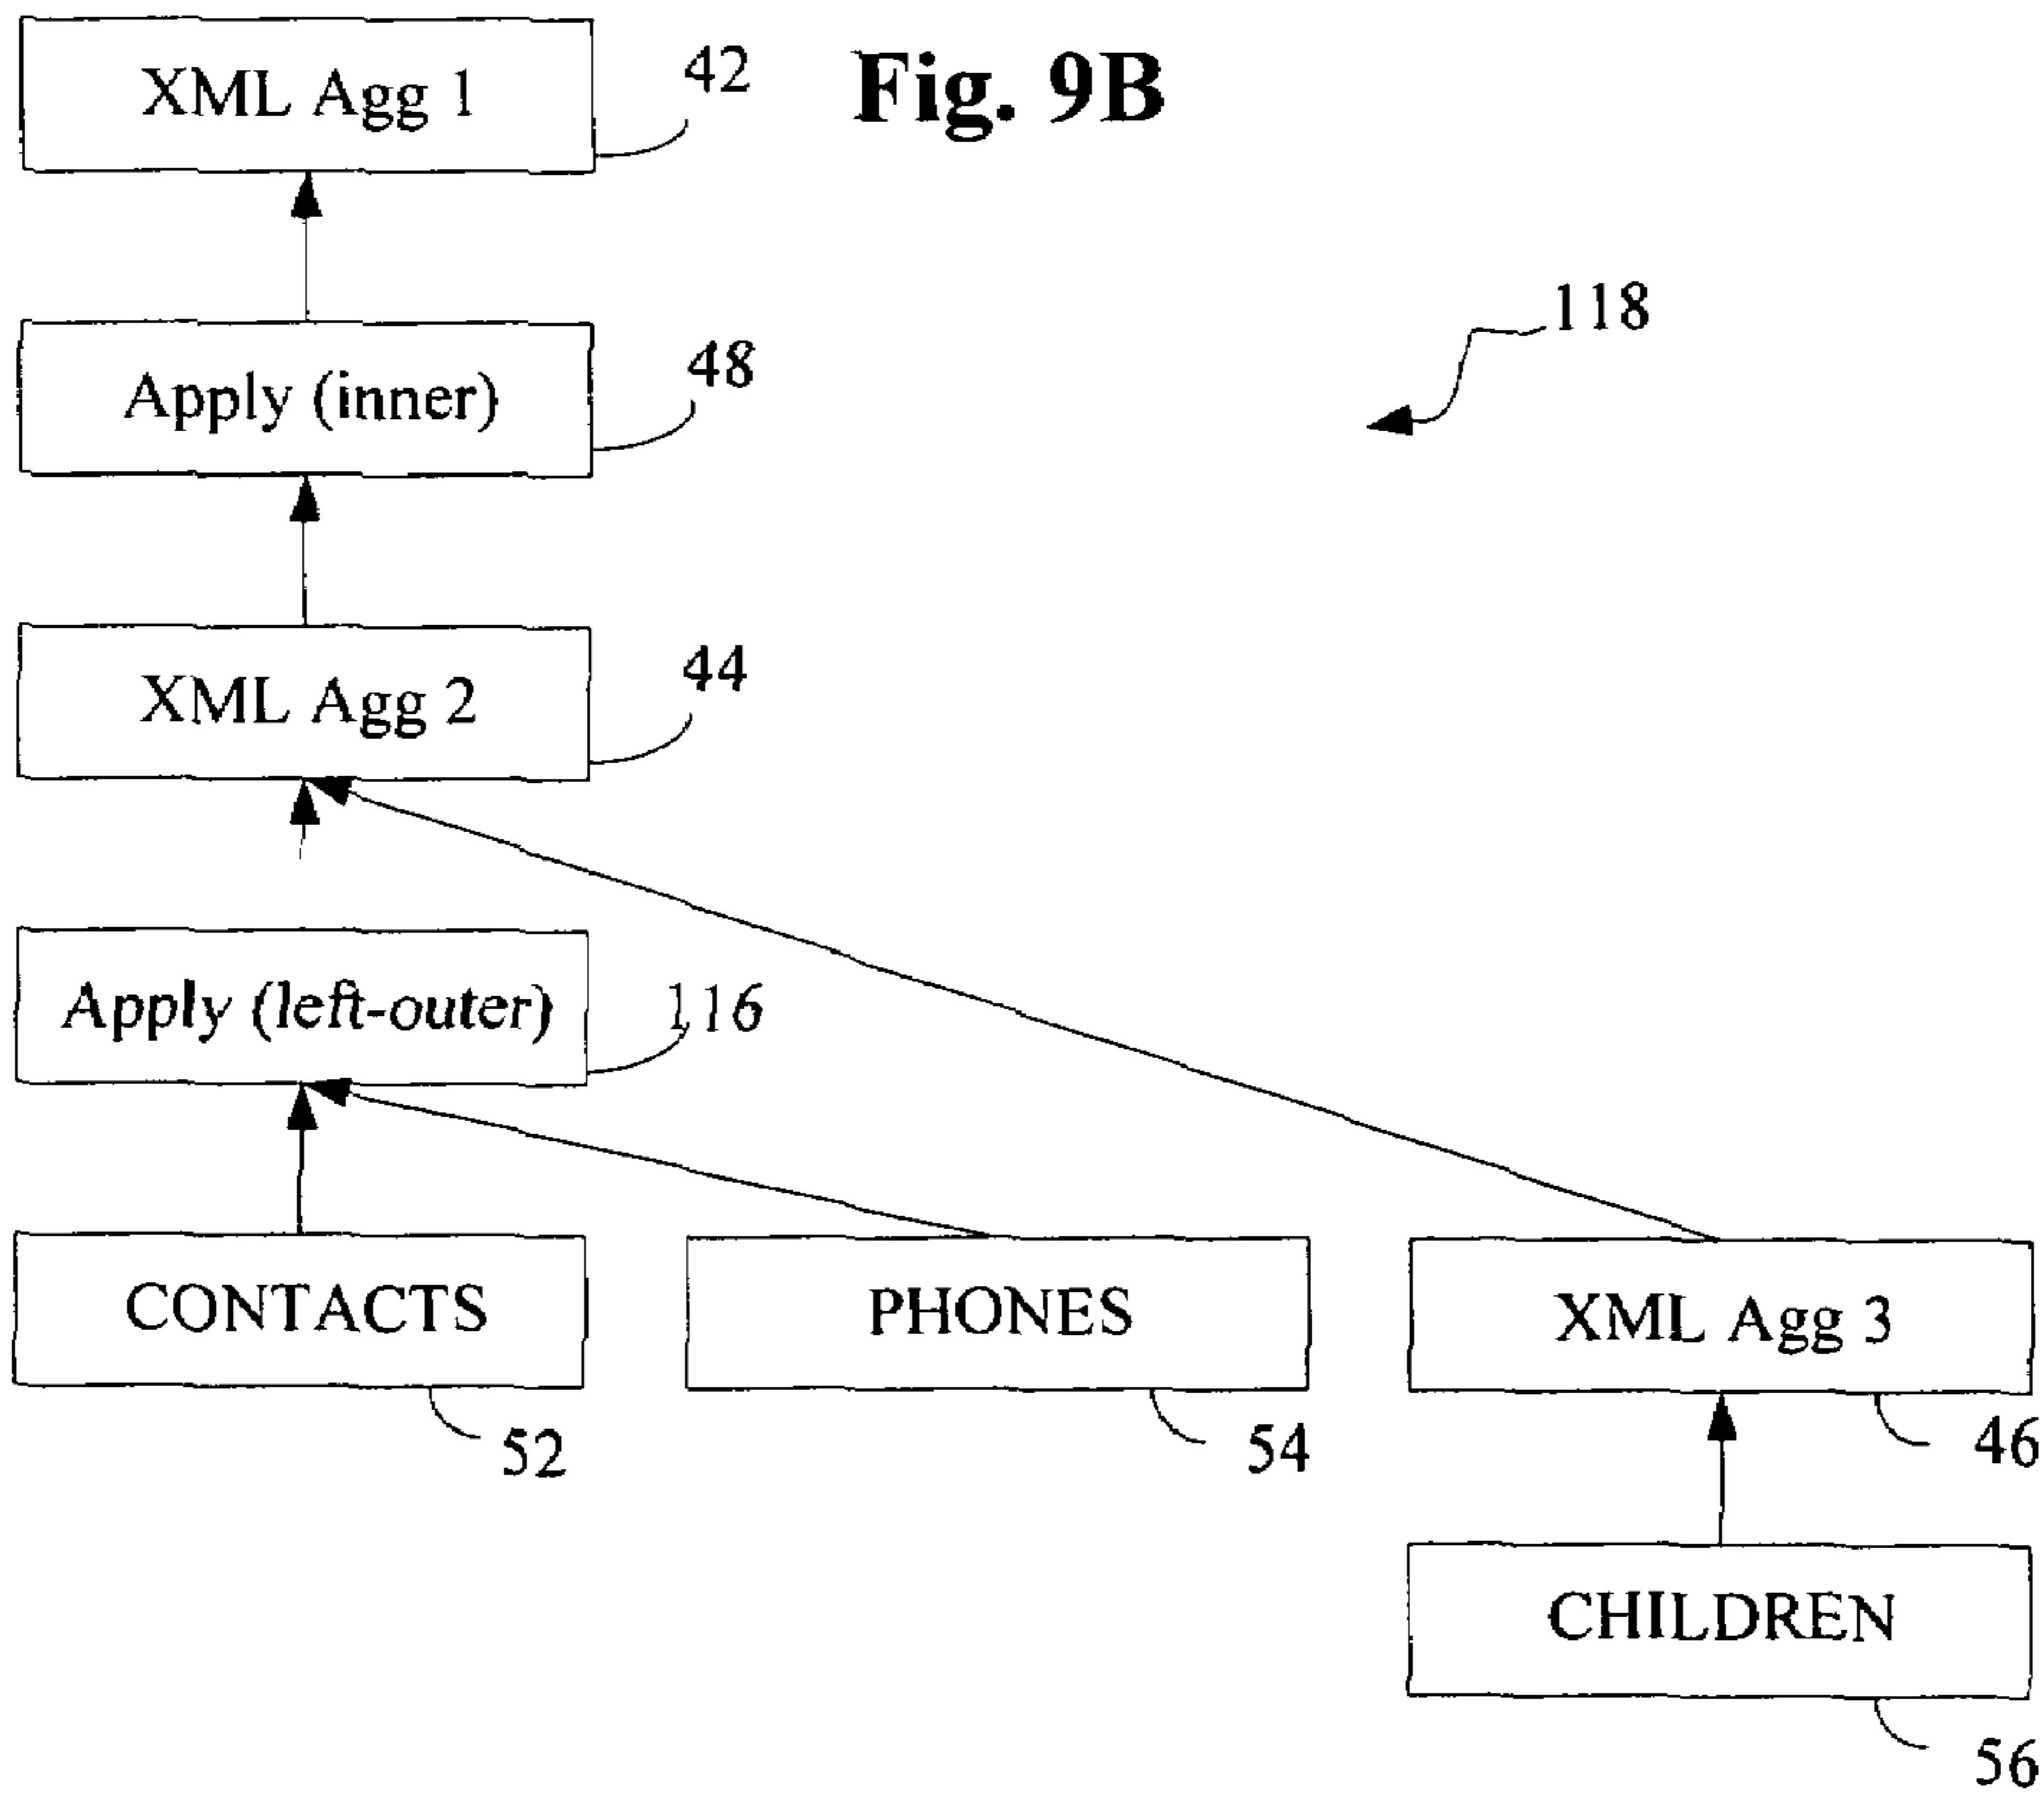 XML Agg 1
42
Fig. 9B
118
Apply (inner)
48
XML Agg 2
44
Apply (left-outer)
116
CONTACTS
52
PHONES
54
XML Agg 3
46
CHILDREN
56